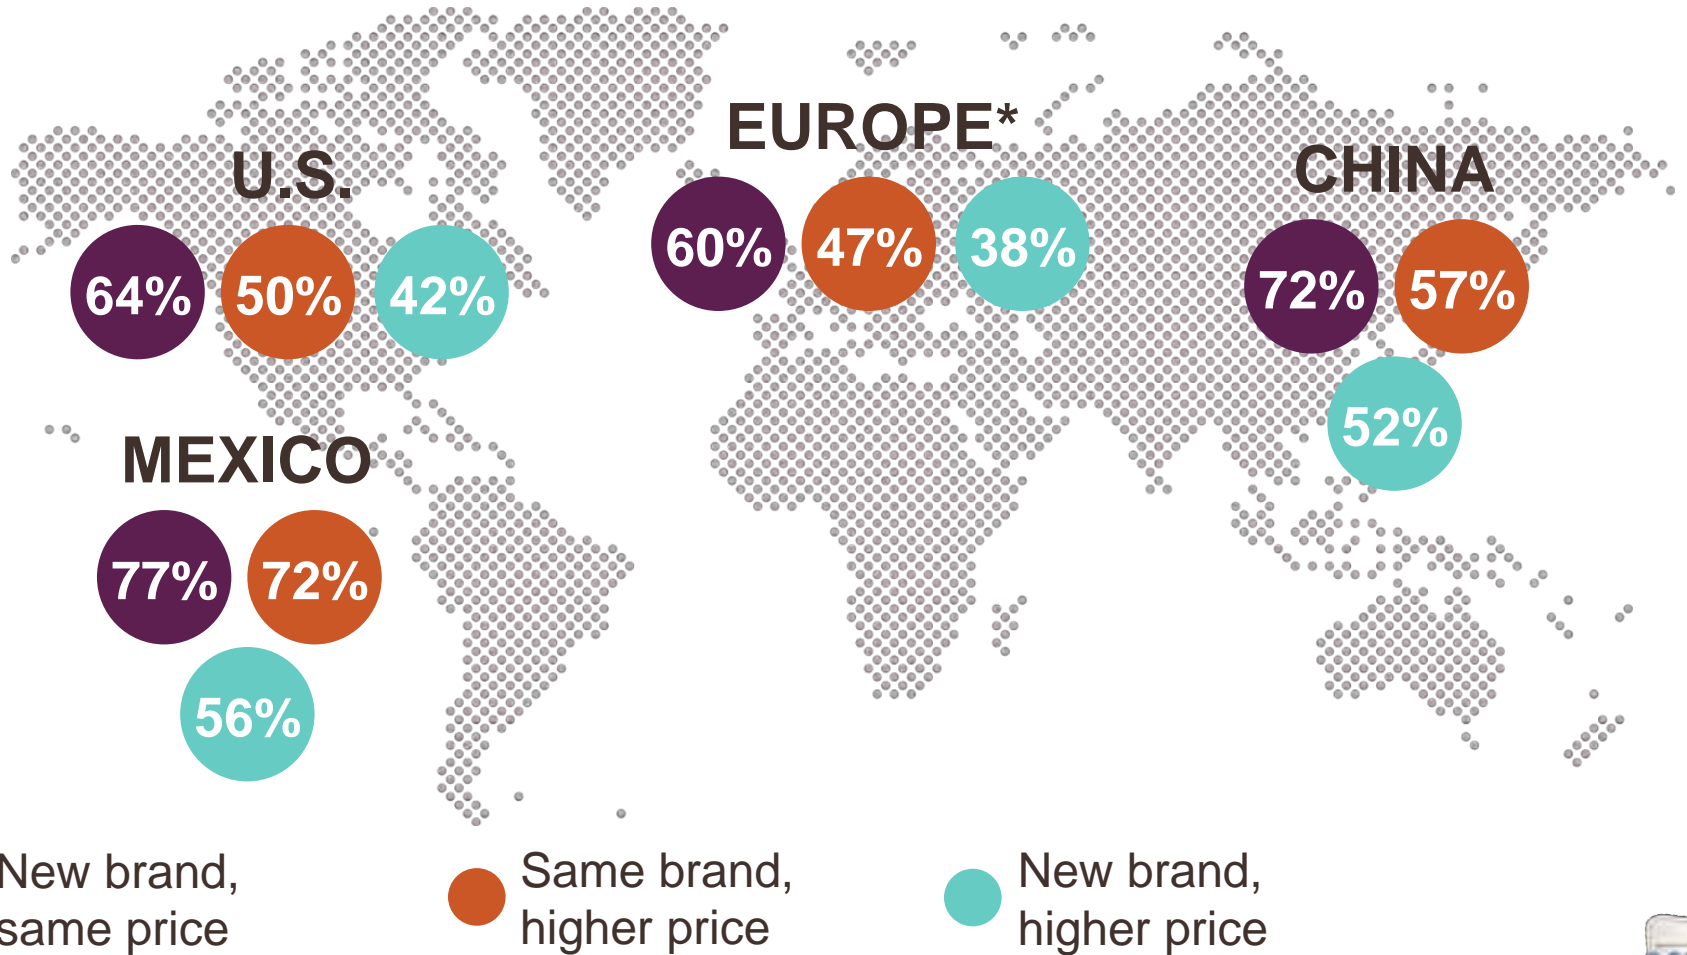 EUROPE*
U.S.
CHINA
60% 47% 38%
64% 50% 42%
72% 57%
52%
MEXICO
77% 72%
56%
New brand,
same price
Same brand,
higher price
New brand,
higher price